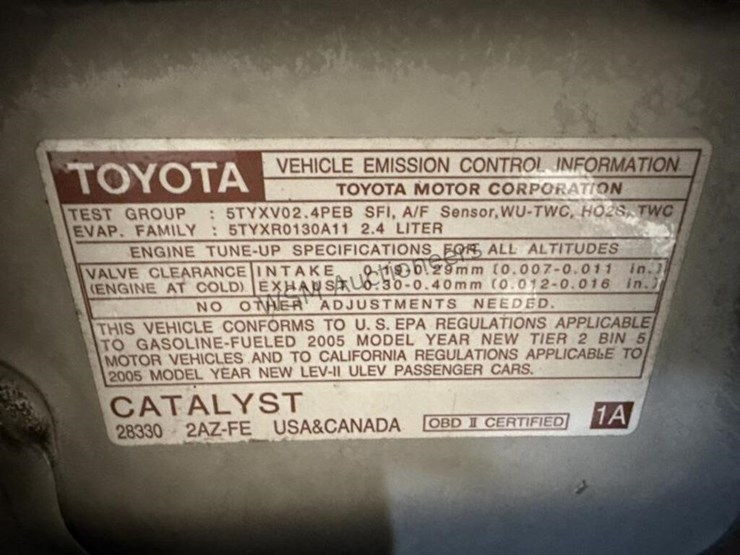 TOYOTA
VEHICLE EMISSION CONTROL INFORMATION
TOYOTA MOTOR CORPORATION
TEST GROUP : 5TYXV02.4PEB SFI, A/F Sensor,WU-TWC, HO2S, TWC
EVAP. FAMILY : 5TYXR0130A11 2.4 LITER
ENGINE TUNE-UP SPECIFICATIONS FOR ALL ALTITUDES
VALVE CLEARANCE INTAKE 0.19-0.29mm (0.007-0.011 in.)
(ENGINE AT COLD) EXHAUST 0.30-0.40mm (0.012-0.016 in.)
NO OTHER ADJUSTMENTS NEEDED.
THIS VEHICLE CONFORMS TO U.S. EPA REGULATIONS APPLICABLE
TO GASOLINE-FUELED 2005 MODEL YEAR NEW TIER 2 BIN 5
MOTOR VEHICLES AND TO CALIFORNIA REGULATIONS APPLICABLE TO
2005 MODEL YEAR NEW LEV-II ULEV PASSENGER CARS.
CATALYST
28330 2AZ-FE USA&CANADA OBD II CERTIFIED 1A
WSM Auctioneers